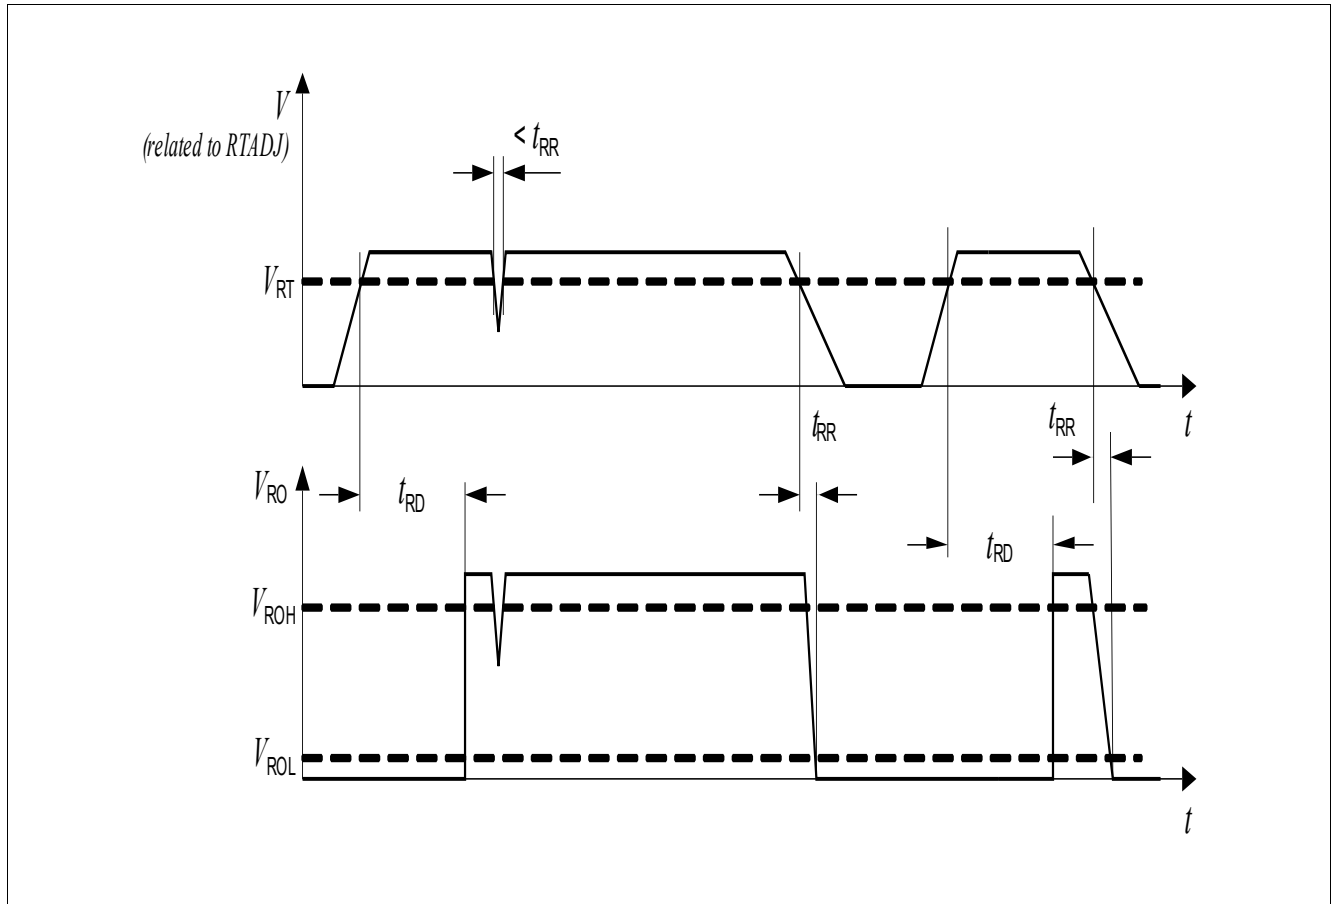 V
(related to RTADJ)
< tRR
VRT
tRR
tRR
t
VRO
tRD
tRD
VROH
VROL
t